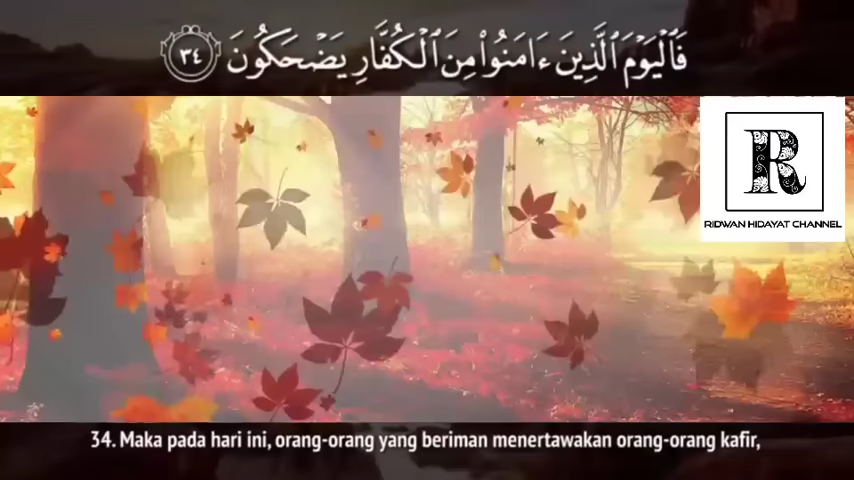 فَٱلْيَوْمَ ٱلَّذِينَ ءَامَنُوا۟ مِنَ ٱلْكُفَّارِ يَضْحَكُونَ ٣٤
R
RIDWAN HIDAYAT CHANNEL
34. Maka pada hari ini, orang-orang yang beriman menertawakan orang-orang kafir,